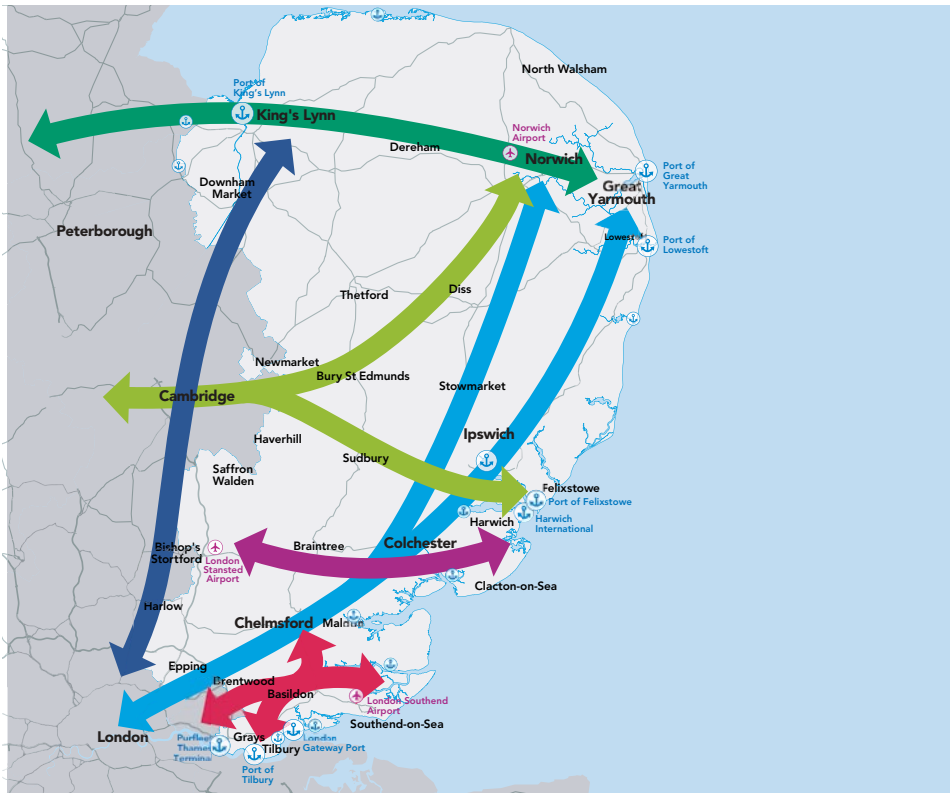 North Walsham
Port of
King's Lynn
King's Lynn
Norwich
Airport
Dereham
Norwich
Port of
Great
Yarmouth
Downham
Market
Great
Yarmouth
Peterborough
Port of
Lowestoft
Diss
Thetford
Newmarket
Bury St Edmunds
Stowmarket
Cambridge
Ipswich
Haverhill
Sudbury
Saffron
Walden
Felixstowe
Port of Felixstowe
Harwich
Harwich
International
Colchester
Braintree
Bishop's
Stortford
London
Stansted
Airport
Clacton-on-Sea
Harlow
Chelmsford
Epping
Brentwood
Basildon
London Southend
Airport
Southend-on-Sea
London
Grays
Tilbury
London
Gateway Port
Thames
Terminal
Port of
Tilbury